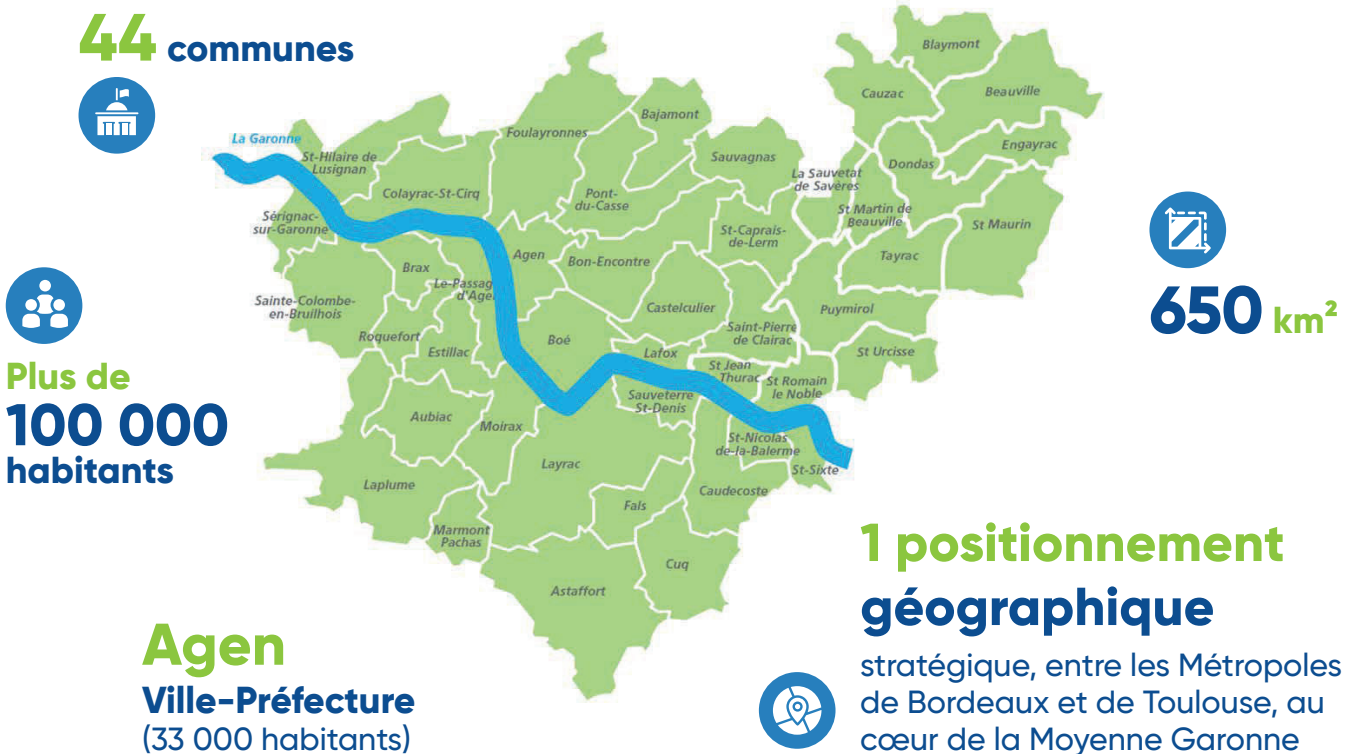 44 communes
La Garonne
St-Hilaire de
Lusignan
Colayrac-St-Cirq
Foulayronnes
Bajamont
Sauvagnas
Blaymont
Cauzac
Beauville
Engayrac
Dondas
La Sauvetat
de Savères
St Martin de
Beauville
St Maurin
Tayrac
Pont-
du-Casse
St-Caprais-
de-Lerm
Sérignac-
sur-Garonne
Agen
Bon-Encontre
Brax
Le-Passag
d'Age
Sainte-Colombe-
en-Bruilhois
Castelculier
Puymirol
Roquefort
Estillac
Boé
Lafox
Saint-Pierre
de Clairac
St Urcisse
St Jean
Thurac
St Romain
le Noble
Sauveterre
St-Denis
Aubiac
Moirax
St-Nicolas
de-la-Balerme
St-Sixte
Layrac
Laplume
Caudecoste
Fals
Marmont
Pachas
Cuq
Astaffort
650 km²
Plus de
100 000
habitants
Agen
Ville-Préfecture
(33 000 habitants)
1 positionnement
géographique
stratégique, entre les Métropoles
de Bordeaux et de Toulouse, au
cœur de la Moyenne Garonne